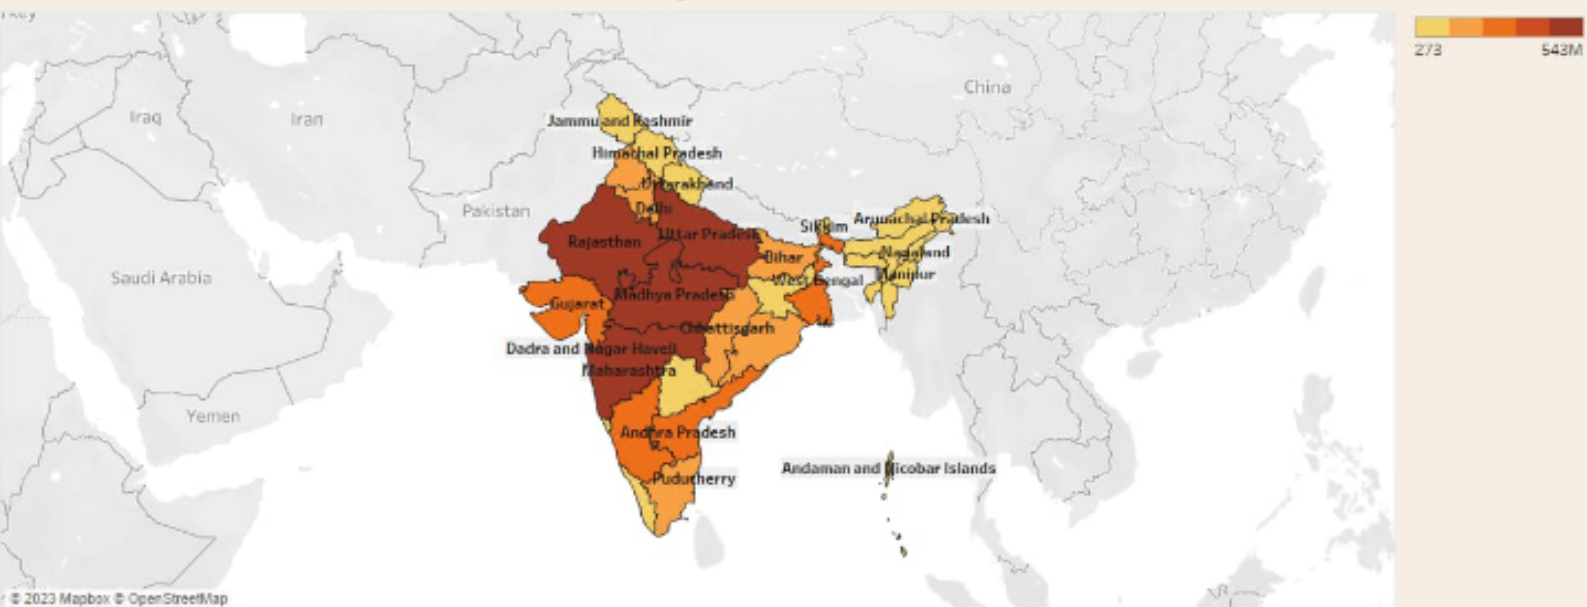 273 543M
China
Iraq
Iran
Jammu and Kashmir
Himachal Pradesh
Uttarakhand
Pakistan
Delhi
Sikkim
Arunachal Pradesh
Rajasthan
Uttar Pradesh
Bihar
Nagaland
Manipur
Saudi Arabia
West Bengal
Madhya Pradesh
Gujarat
Chhattisgarh
Dadra and Nagar Haveli
Maharashtra
Yemen
Andhra Pradesh
Andaman and Nicobar Islands
Puducherry
© 2023 Mapbox © OpenStreetMap